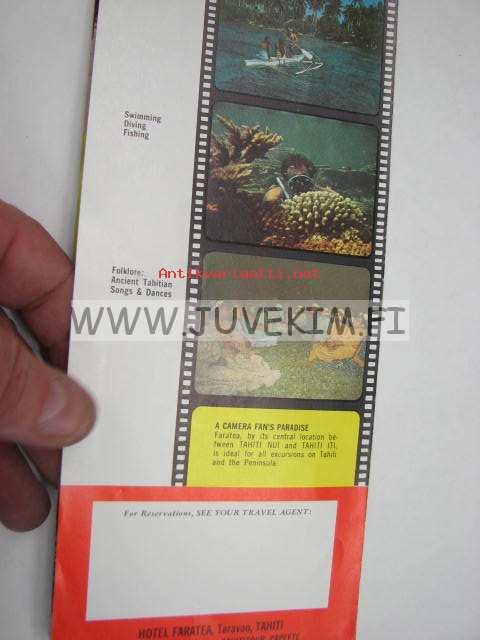 Swimming
Diving
Fishing
Folklore:
Ancient Tahitian
Songs & Dances
Antikvariaatti.net
WWW.JUVEKIM.FI
A CAMERA FAN'S PARADISE
Faratea, by its central location be-
tween TAHITI NUI and TAHITI ITI,
is ideal for all excursions on Tahiti
and the Peninsula.
For Reservations, SEE YOUR TRAVEL AGENT:
HOTEL FARATEA, Taravao, TAHITI
PAPEETE